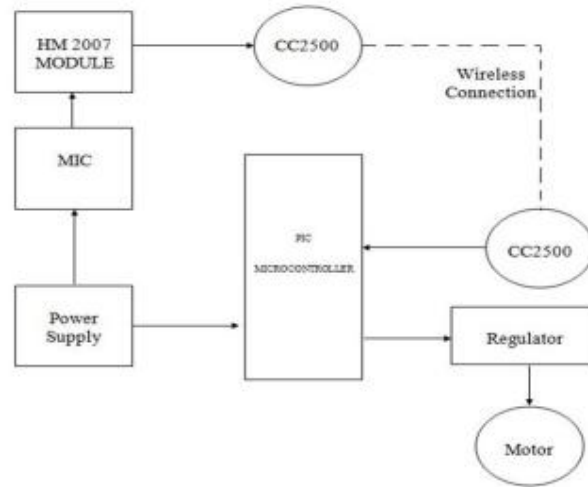 HM 2007
MODULE
CC2500
Wireless
Connection
MIC
PIC
MICROCONTROLLER
CC2500
Power
Supply
Regulator
Motor